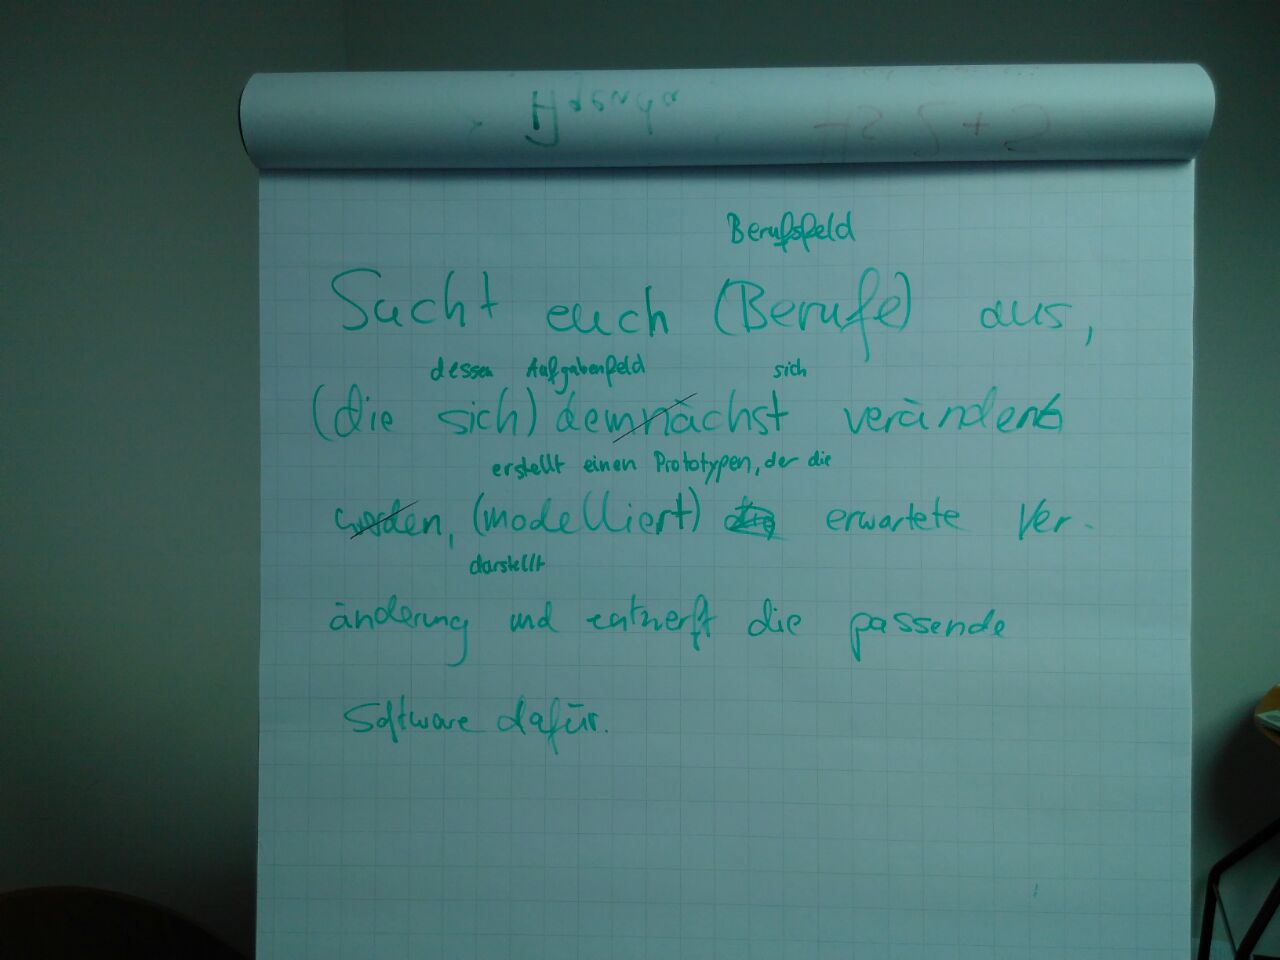 Berufsfeld
Sucht euch (Berufe) aus,
dessen Aufgabenfeld sich
(die sich) demnächst verändert
erstellt einen Prototypen, der die
werden, (modelliert) die erwartete Ver-
darstellt
änderung und entwerft die passende
Software dafür.